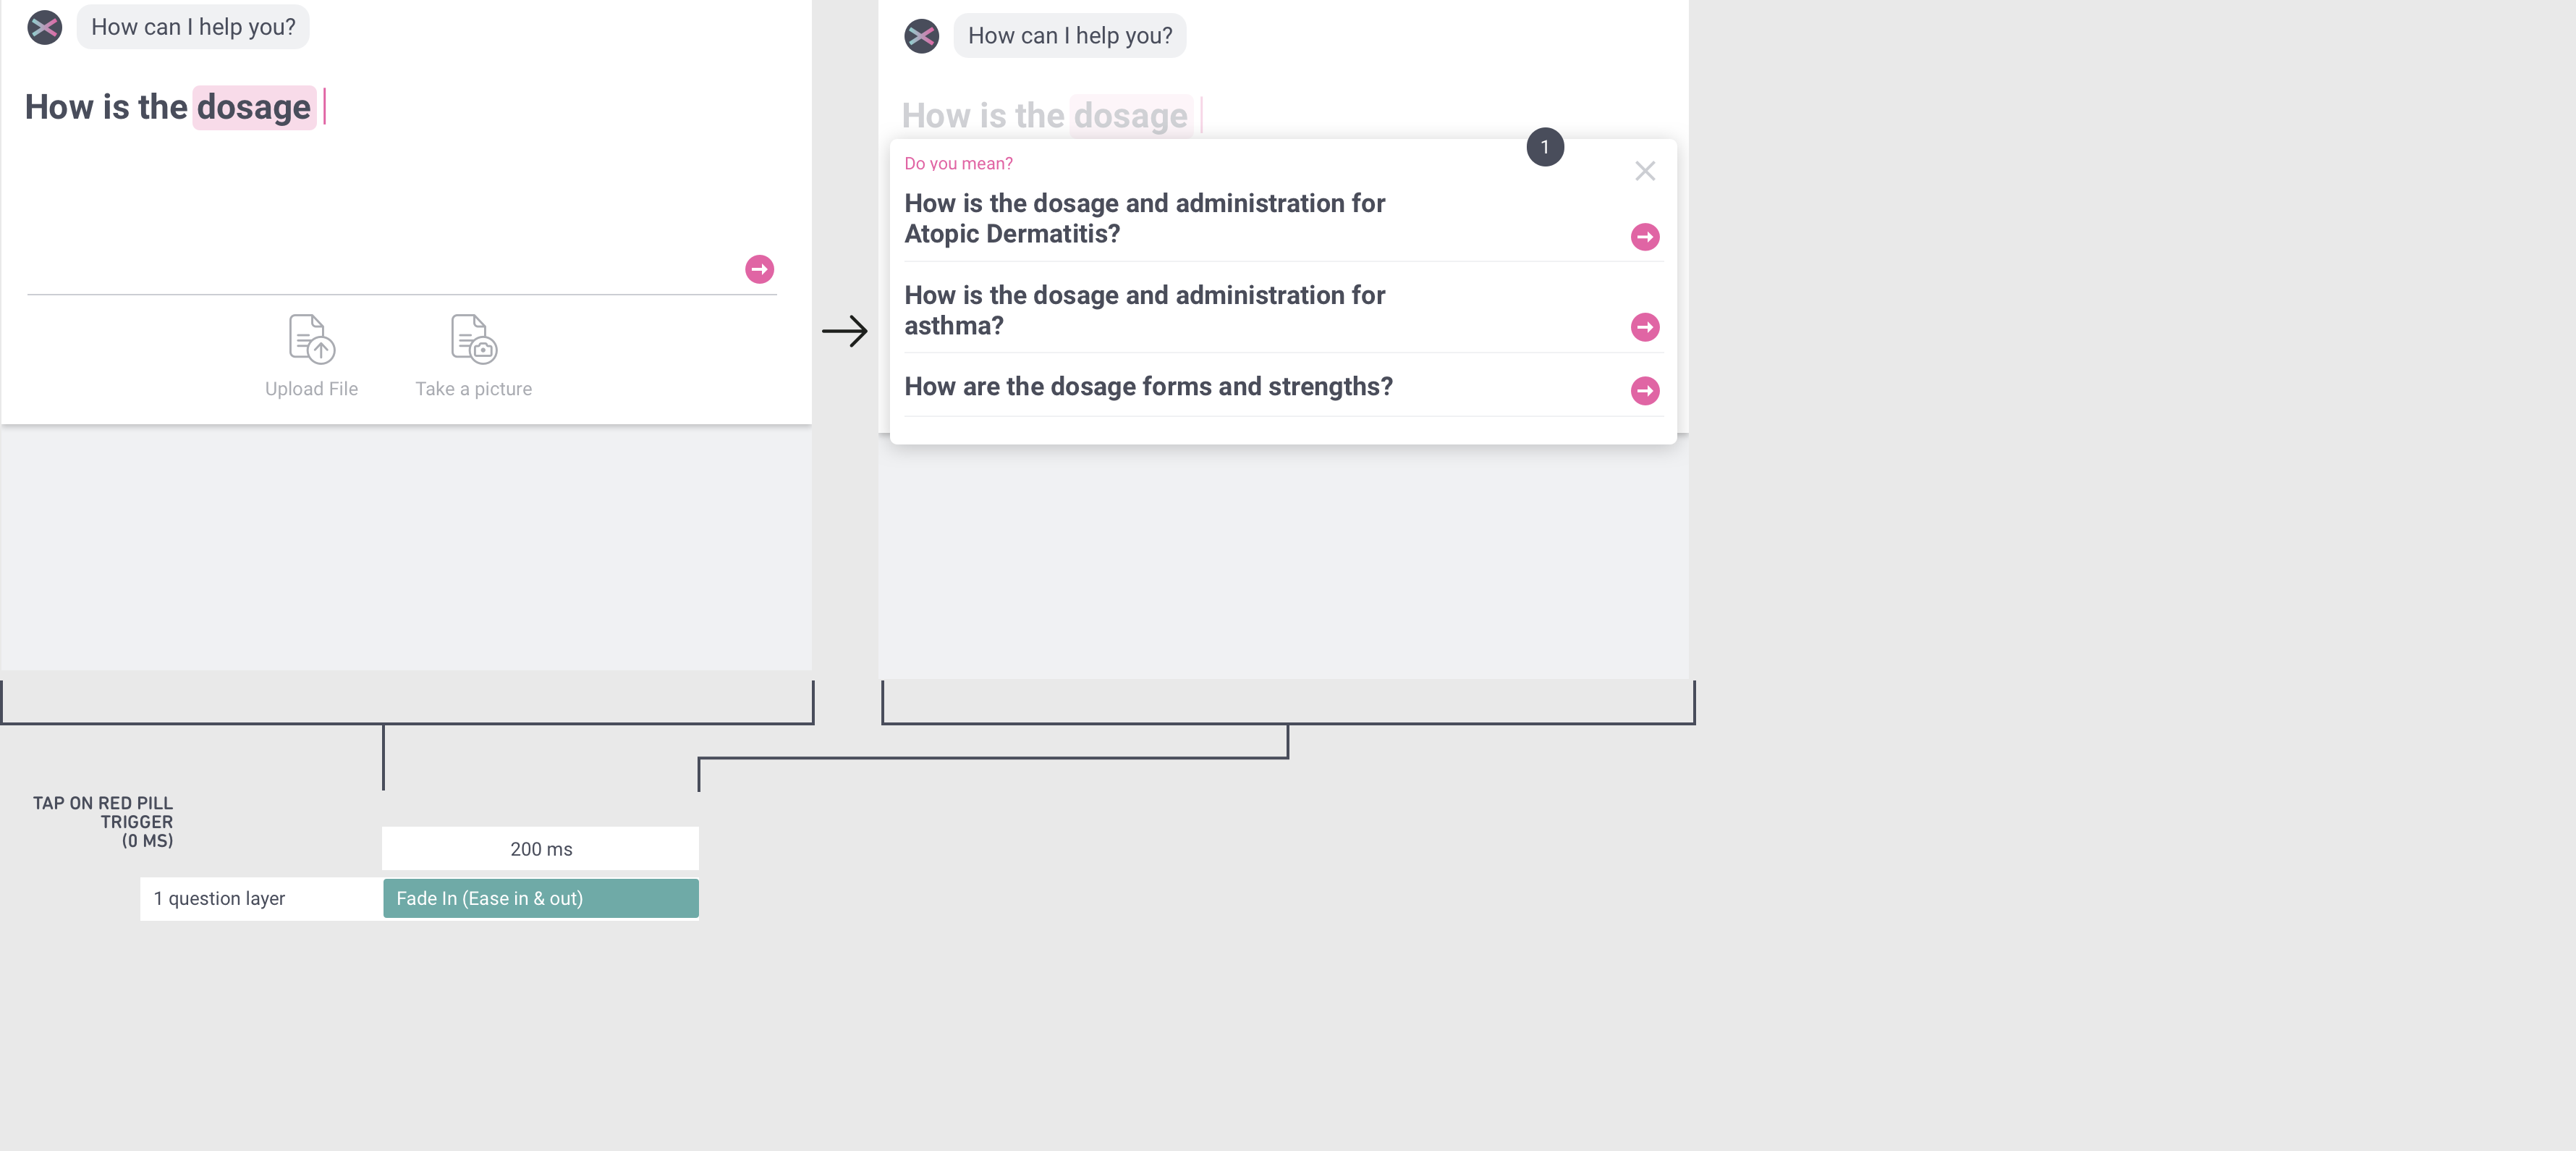 How can I help you?
How is the dosage
Upload File
Take a picture
How can I help you?
How is the dosage
1
Do you mean?
How is the dosage and administration for
Atopic Dermatitis?
How is the dosage and administration for
asthma?
How are the dosage forms and strengths?
TAP ON RED PILL
TRIGGER
(0 MS)
200 ms
1 question layer
Fade In (Ease in & out)